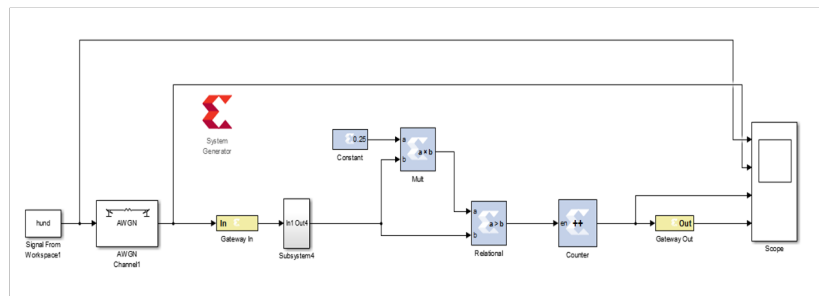 System
Generator
0.25
Constant
a
b
a × b
Mult
hund
Signal From
Workspace1
AWGN
AWGN
Channel1
In
Gateway In
In1 Out4
Subsystem4
a
b
a > b
Relational
en
++
Counter
Out
Gateway Out
Scope